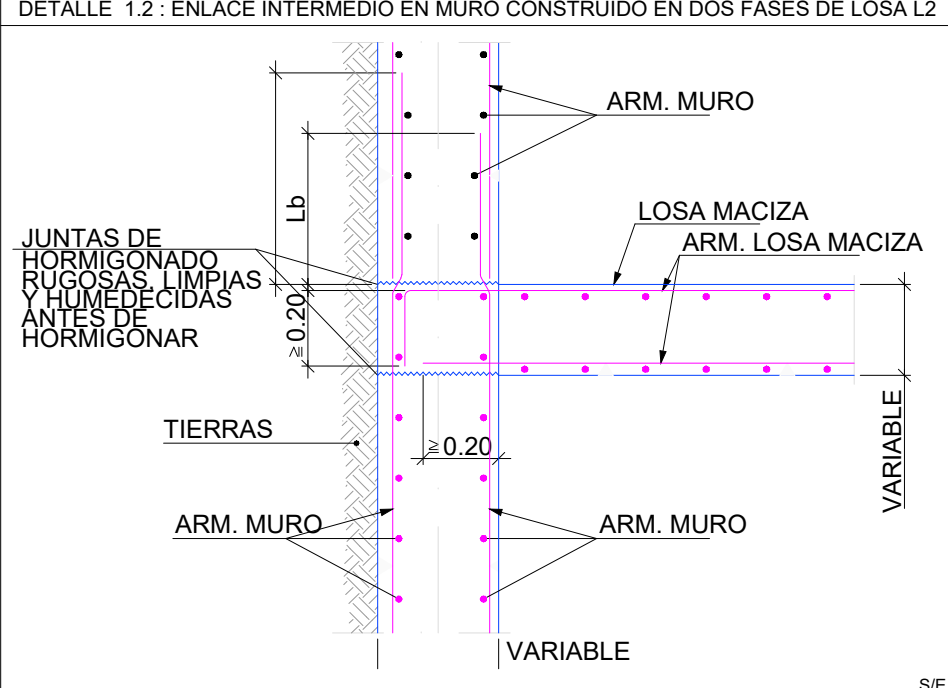 DETALLE 1.2 : ENLACE INTERMEDIO EN MURO CONSTRUIDO EN DOS FASES DE LOSA L2
ARM. MURO
Lb
LOSA MACIZA
ARM. LOSA MACIZA
JUNTAS DE
HORMIGONADO
RUGOSAS, LIMPIAS
Y HUMEDECIDAS
ANTES DE
HORMIGONAR
≥0.20
TIERRAS
≥0.20
VARIABLE
ARM. MURO
ARM. MURO
VARIABLE
S/E